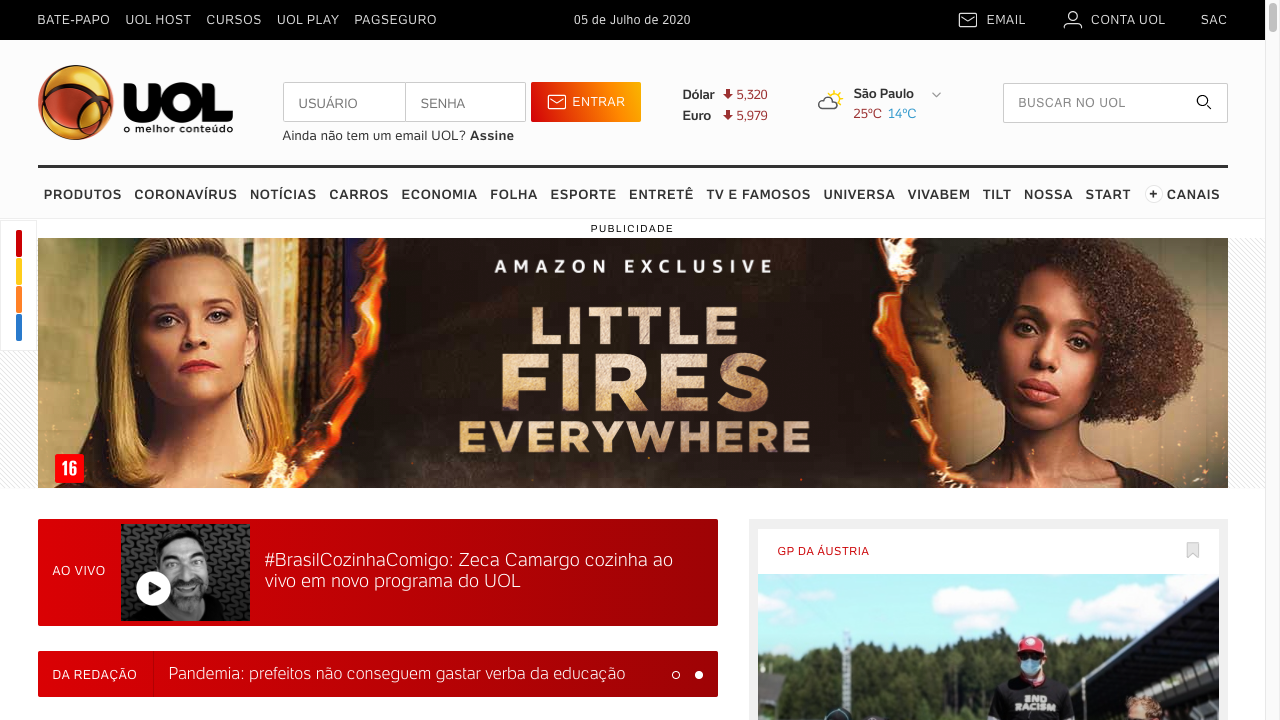 BATE-PAPO UOL HOST CURSOS UOL PLAY PAGSEGURO 05 de Julho de 2020 EMAIL CONTA UOL SAC
UOL
o melhor conteúdo
USUÁRIO SENHA ENTRAR
Ainda não tem um email UOL? Assine
Dólar 5,320
Euro 5,979
São Paulo
25ºC 14ºC
BUSCAR NO UOL
PRODUTOS CORONAVÍRUS NOTÍCIAS CARROS ECONOMIA FOLHA ESPORTE ENTRETÊ TV E FAMOSOS UNIVERSA VIVABEM TILT NOSSA START + CANAIS
PUBLICIDADE
AMAZON EXCLUSIVE
LITTLE
FIRES
EVERYWHERE
16
AO VIVO
#BrasilCozinhaComigo: Zeca Camargo cozinha ao
vivo em novo programa do UOL
DA REDAÇÃO Pandemia: prefeitos não conseguem gastar verba da educação
GP DA ÁUSTRIA
END
RACISM